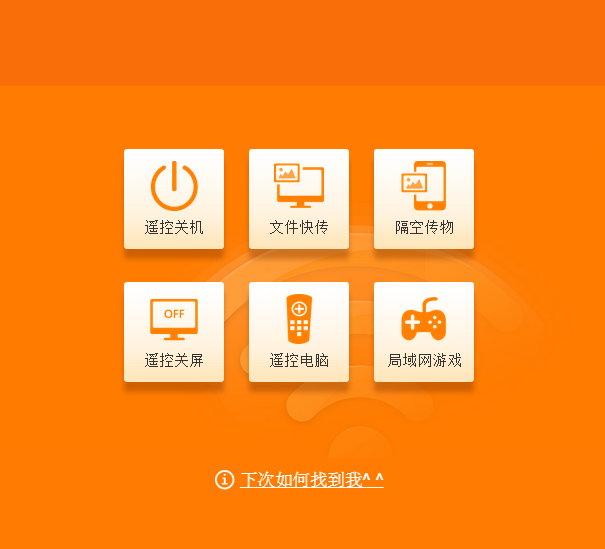 遥控关机
文件快传
隔空传物
OFF
遥控关屏
遥控电脑
局域网游戏
下次如何找到我^ ^